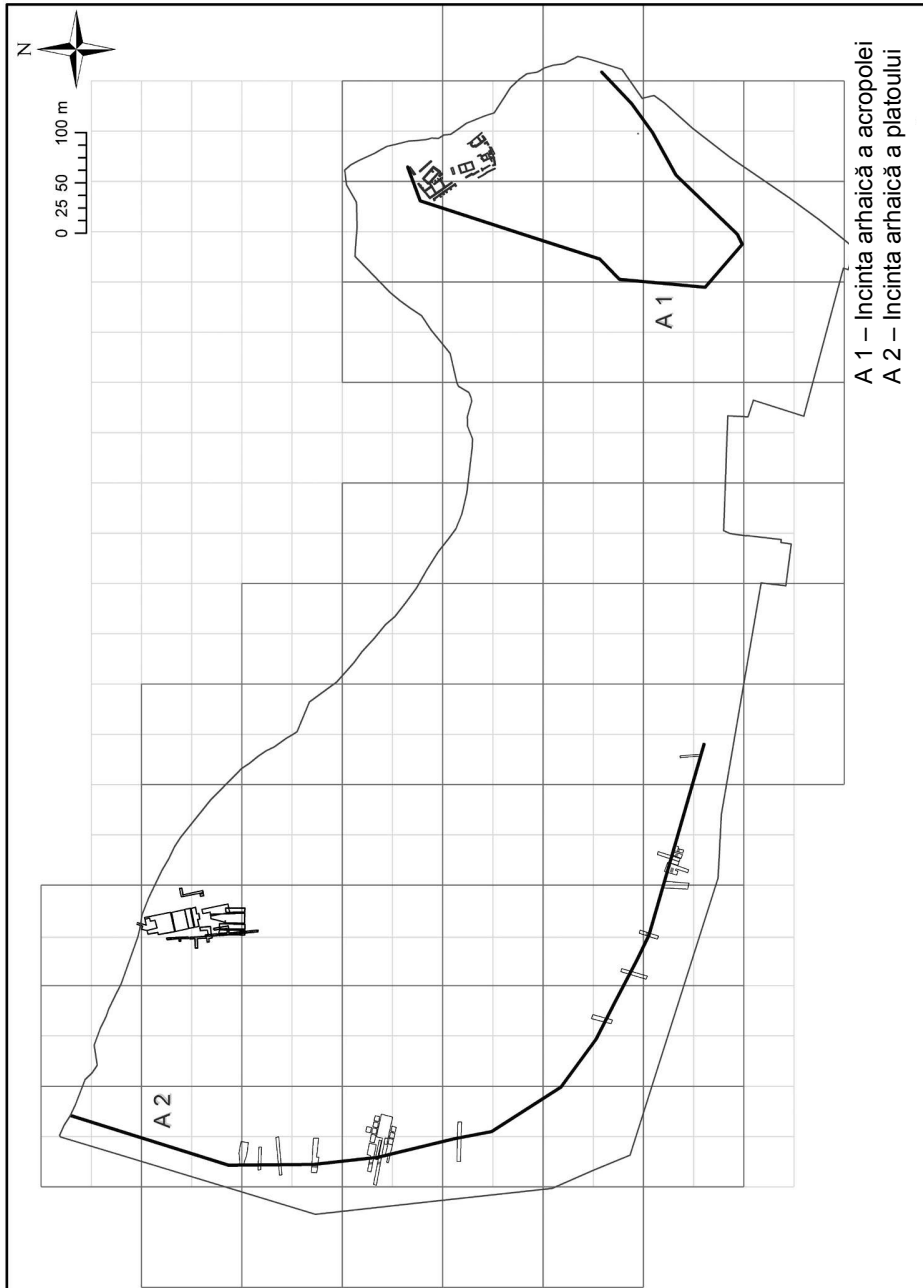 N
0 25 50 100 m
A 1
A 2
A 1 – Incinta arhaică a acropolei
A 2 – Incinta arhaică a platoului